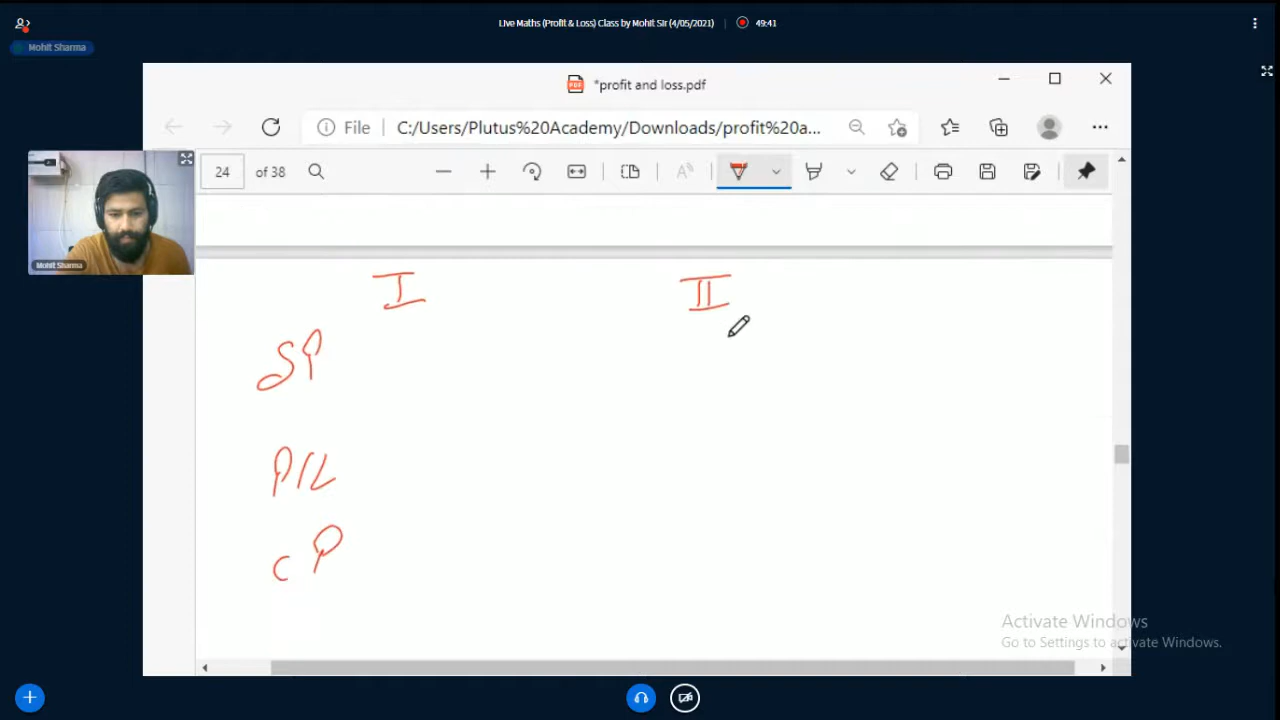 Live Maths (Profit & Loss) Class by Mohit Sir (4/05/2021) 49:41
Mohit Sharma
*profit and loss.pdf
File C:/Users/Plutus%20Academy/Downloads/profit%20a...
24 of 38
Mohit Sharma
I II
SP
P/L
CP
Activate Windows
Go to Settings to activate Windows.